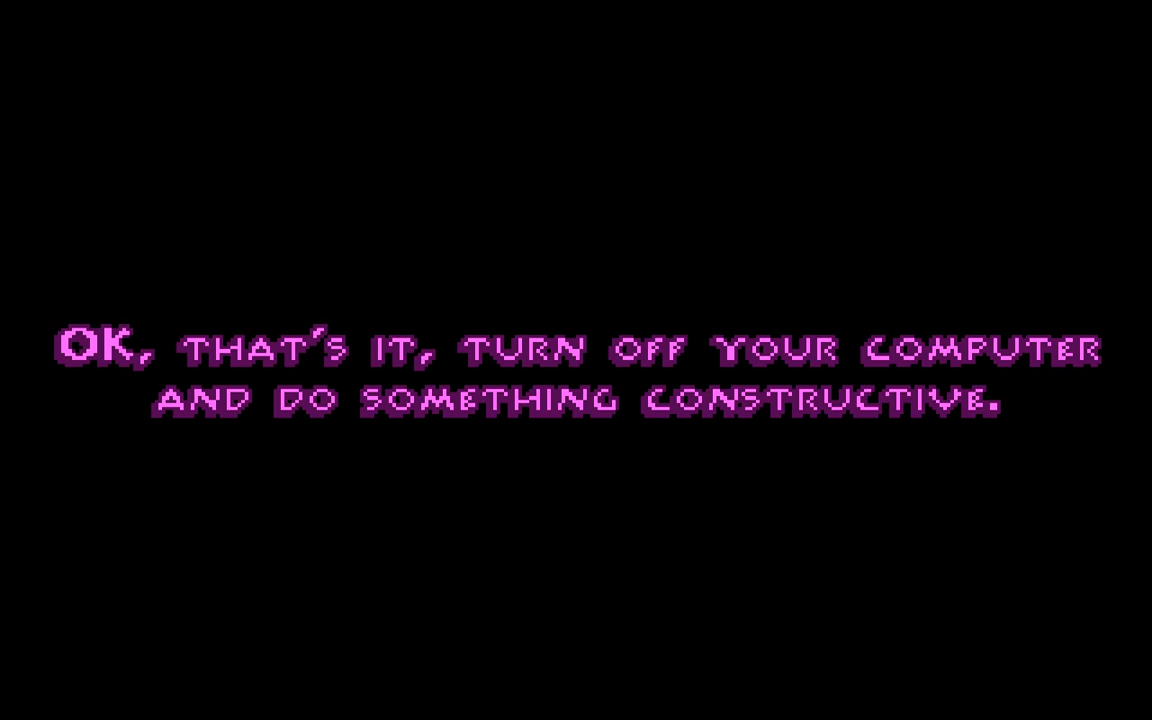 OK, THAT'S IT, TURN OFF YOUR COMPUTER
AND DO SOMETHING CONSTRUCTIVE.